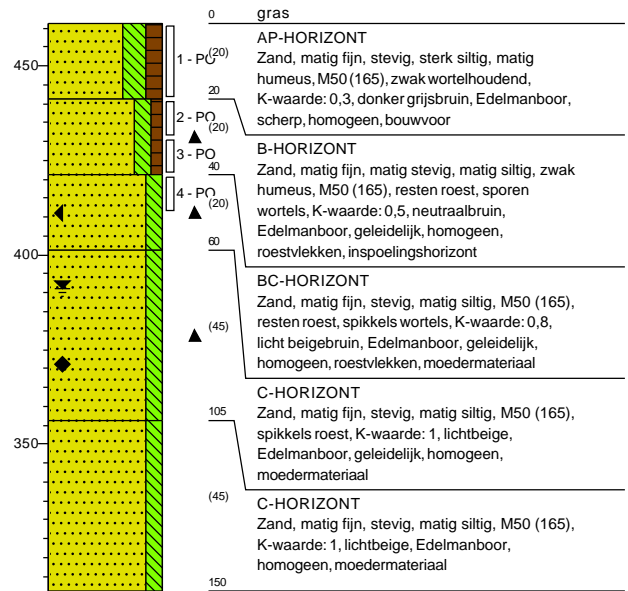 0 gras
AP-HORIZONT
Zand, matig fijn, stevig, sterk siltig, matig
humeus, M50 (165), zwak wortelhoudend,
K-waarde: 0,3, donker grijsbruin, Edelmanboor,
scherp, homogeen, bouwvoor
450
1 - PO
(20)
20
2 - PO
(20)
3 - PO
40
B-HORIZONT
Zand, matig fijn, matig stevig, matig siltig, zwak
humeus, M50 (165), resten roest, sporen
wortels, K-waarde: 0,5, neutraalbruin,
Edelmanboor, geleidelijk, homogeen,
roestvlekken, inspoelingshorizont
4 - PO
(20)
60
400
BC-HORIZONT
Zand, matig fijn, stevig, matig siltig, M50 (165),
resten roest, spikkels wortels, K-waarde: 0,8,
licht beigebruin, Edelmanboor, geleidelijk,
homogeen, roestvlekken, moedermateriaal
(45)
105
C-HORIZONT
Zand, matig fijn, stevig, matig siltig, M50 (165),
spikkels roest, K-waarde: 1, lichtbeige,
Edelmanboor, geleidelijk, homogeen,
moedermateriaal
350
(45)
C-HORIZONT
Zand, matig fijn, stevig, matig siltig, M50 (165),
K-waarde: 1, lichtbeige, Edelmanboor,
homogeen, moedermateriaal
150